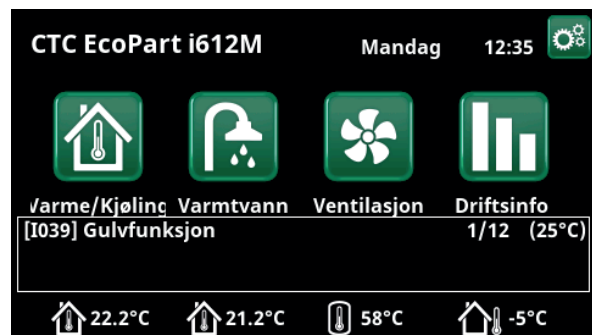 CTC EcoPart i612M Mandag 12:35
Varme/Kjøling Varmtvann Ventilasjon Driftsinfo
[I039] Gulvfunksjon 1/12 (25°C)
22.2°C 21.2°C 58°C -5°C